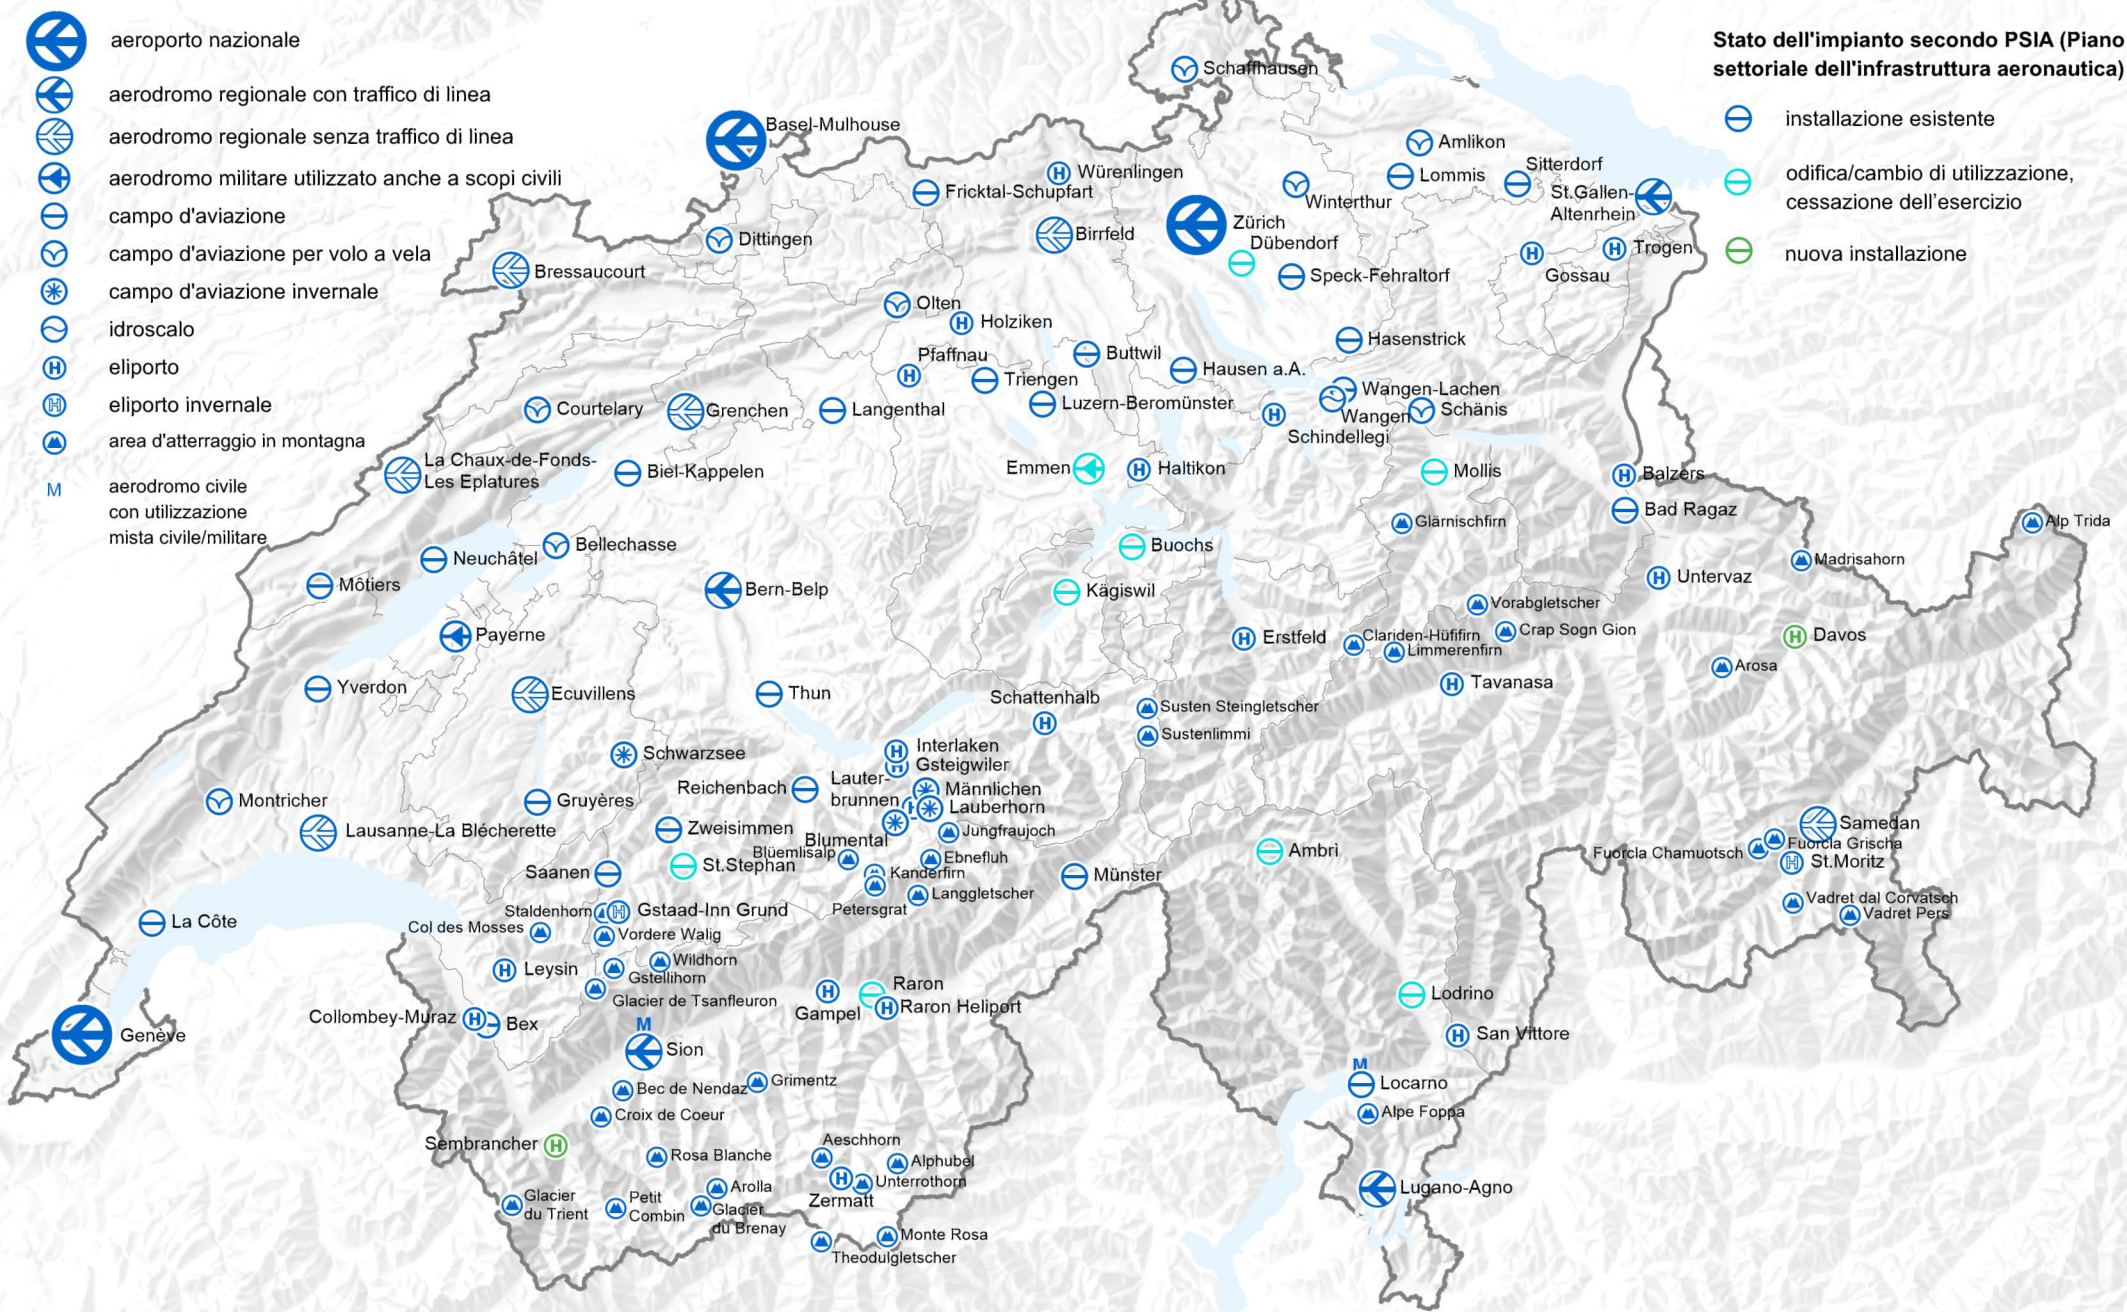 aeroporto nazionale
aerodromo regionale con traffico di linea
aerodromo regionale senza traffico di linea
aerodromo militare utilizzato anche a scopi civili
campo d'aviazione
campo d'aviazione per volo a vela
campo d'aviazione invernale
idroscalo
eliporto
eliporto invernale
area d'atterraggio in montagna
M aerodromo civile
con utilizzazione
mista civile/militare
Stato dell'impianto secondo PSIA (Piano
settoriale dell'infrastruttura aeronautica)
installazione esistente
odifica/cambio di utilizzazione,
cessazione dell'esercizio
nuova installazione
Schaffhausen
Basel-Mulhouse
Amlikon
Sitterdorf
Würenlingen
Lommis
Fricktal-Schupfart
St.Gallen-
Altenrhein
Winterthur
Zürich
Birrfeld
Dittingen
Dübendorf
Trogen
Gossau
Bressaucourt
Speck-Fehraltorf
Olten
Holziken
Hasenstrick
Pfaffnau
Buttwil
Hausen a.A.
Triengen
Wangen-Lachen
Courtelary
Grenchen
Langenthal
Luzern-Beromünster
Wangen
Schänis
Schindellegi
La Chaux-de-Fonds-
Les Eplatures
Biel-Kappelen
Emmen
Haltikon
Mollis
Balzers
Bad Ragaz
Glärnischfirn
Alp Trida
Neuchâtel
Bellechasse
Buochs
Madrisahorn
Môtiers
Bern-Belp
Kägiswil
Untervaz
Vorabgletscher
Payerne
Erstfeld
Clariden-Hüfifirn
Crap Sogn Gion
Davos
Limmerenfirn
Arosa
Yverdon
Ecuvillens
Thun
Schattenhalb
Tavanasa
Susten Steingletscher
Sustenlimmi
Schwarzsee
Interlaken
Gsteigwiler
Reichenbach
Lauter-
brunnen
Männlichen
Lauberhorn
Montricher
Gruyères
Lausanne-La Blécherette
Zweisimmen
Blumental
Jungfraujoch
Samedan
Fuorcla Grischa
Fuorcla Chamuotsch
St.Moritz
Blüemlisalp
Ebnefluh
Ambrì
St.Stephan
Saanen
Kanderfirn
Münster
Langgletscher
Petersgrat
Vadret dal Corvatsch
Vadret Pers
Staldenhorn
Gstaad-Inn Grund
La Côte
Col des Mosses
Vordere Walig
Wildhorn
Leysin
Gstellihorn
Glacier de Tsanfleuron
Raron
Gampel
Raron Heliport
Lodrino
Collombey-Muraz
Bex
Genève
San Vittore
M
Sion
M
Locarno
Bec de Nendaz
Grimentz
Croix de Coeur
Alpe Foppa
Sembrancher
Aeschhorn
Rosa Blanche
Alphubel
Unterrothorn
Zermatt
Arolla
Lugano-Agno
Glacier
du Trient
Petit
Combin
Glacier
du Brenay
Monte Rosa
Theodulgletscher